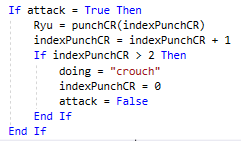 If attack = True Then
Ryu = punchCR(indexPunchCR)
indexPunchCR = indexPunchCR + 1
If indexPunchCR > 2 Then
doing = "crouch"
indexPunchCR = 0
attack = False
End If
End If